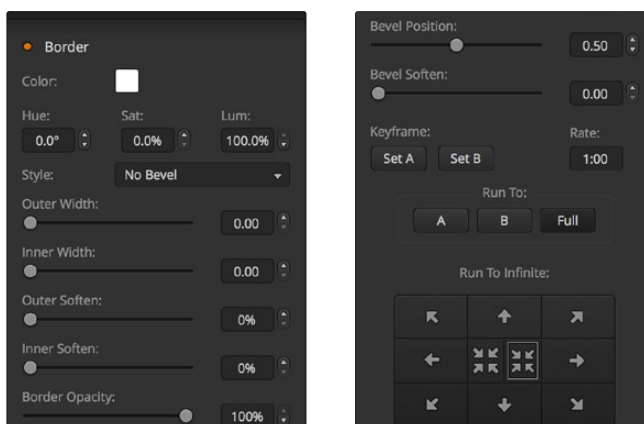 Border
Color:
Hue: Sat: Lum:
0.0° 0.0% 100.0%
Style: No Bevel
Outer Width:
0.00
Inner Width:
0.00
Outer Soften:
0%
Inner Soften:
0%
Border Opacity:
100%
Bevel Position:
0.50
Bevel Soften:
0.00
Keyframe: Rate:
Set A Set B 1:00
Run To:
A B Full
Run To Infinite: